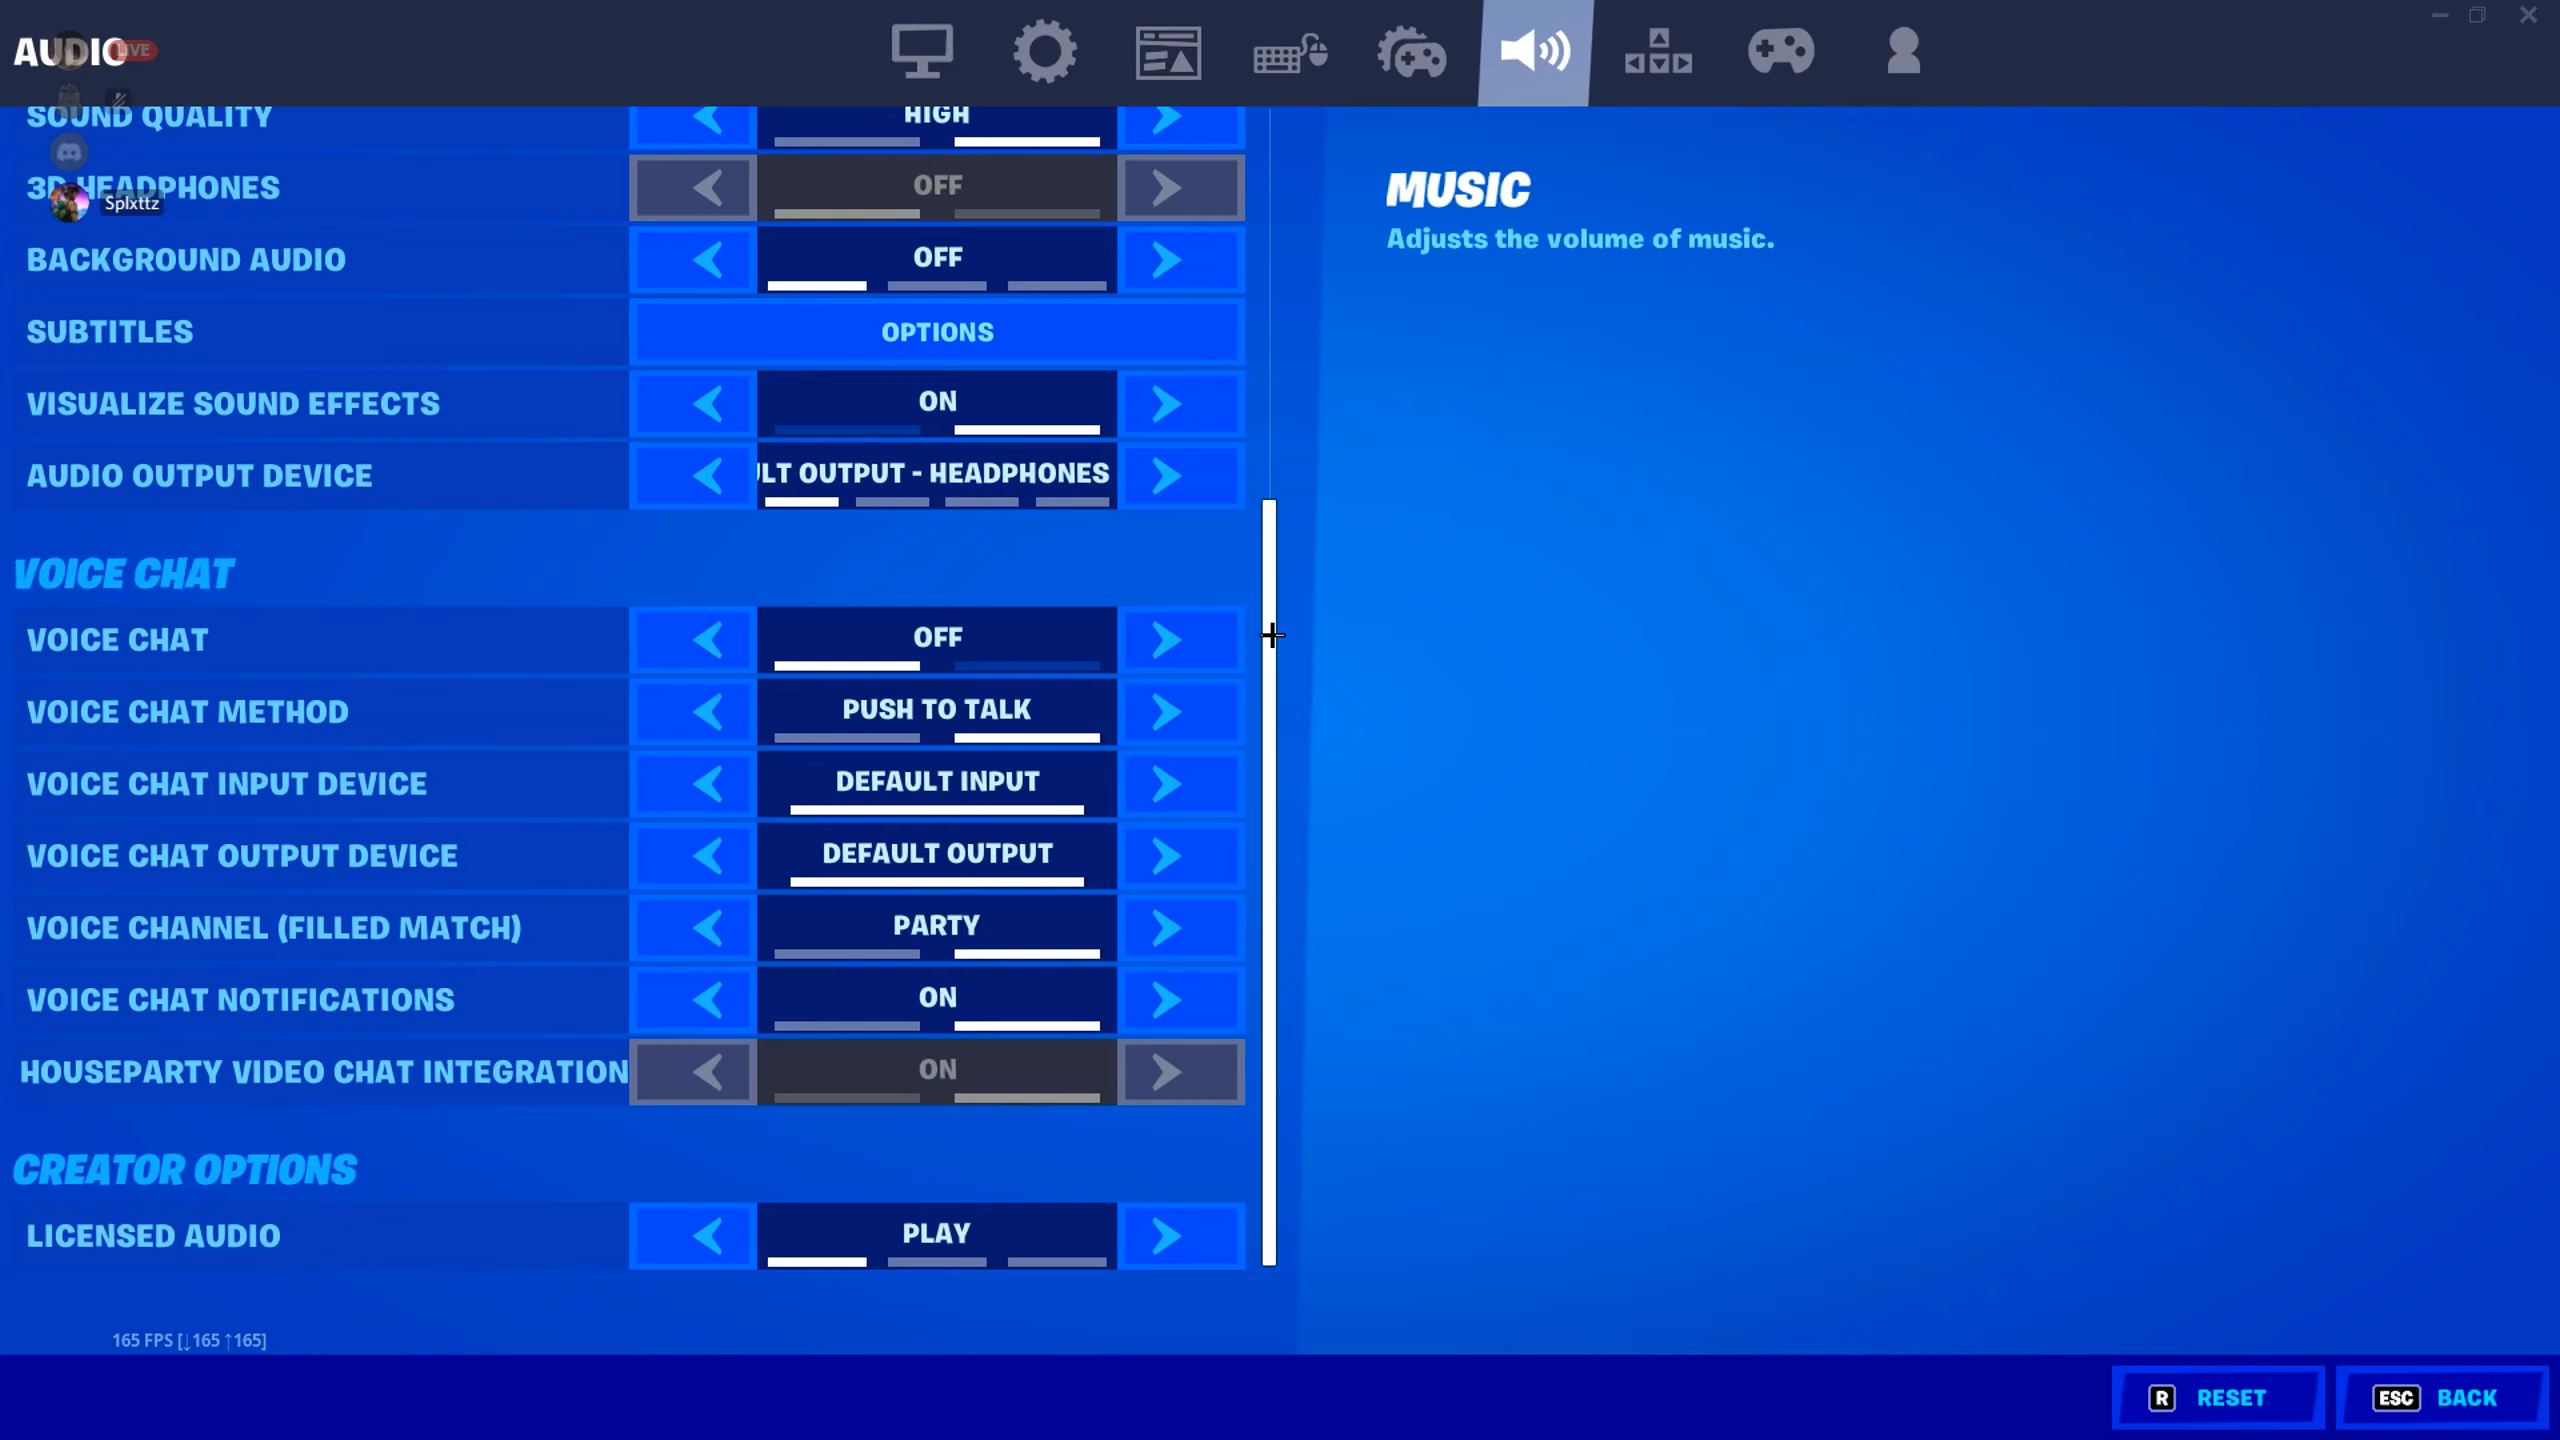 AUDIO
LIVE
SOUND QUALITY
HIGH
3D HEADPHONES
OFF
Splxttz
BACKGROUND AUDIO
OFF
SUBTITLES
OPTIONS
VISUALIZE SOUND EFFECTS
ON
AUDIO OUTPUT DEVICE
ULT OUTPUT - HEADPHONES
VOICE CHAT
VOICE CHAT
OFF
VOICE CHAT METHOD
PUSH TO TALK
VOICE CHAT INPUT DEVICE
DEFAULT INPUT
VOICE CHAT OUTPUT DEVICE
DEFAULT OUTPUT
VOICE CHANNEL (FILLED MATCH)
PARTY
VOICE CHAT NOTIFICATIONS
ON
HOUSEPARTY VIDEO CHAT INTEGRATION
ON
CREATOR OPTIONS
LICENSED AUDIO
PLAY
MUSIC
Adjusts the volume of music.
165 FPS [↓165 ↑165]
R RESET
ESC BACK